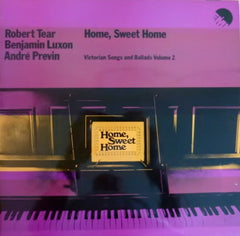 Robert Tear
Benjamin Luxon
André Previn
Home, Sweet Home
Victorian Songs and Ballads Volume 2
Home,
Sweet
Home